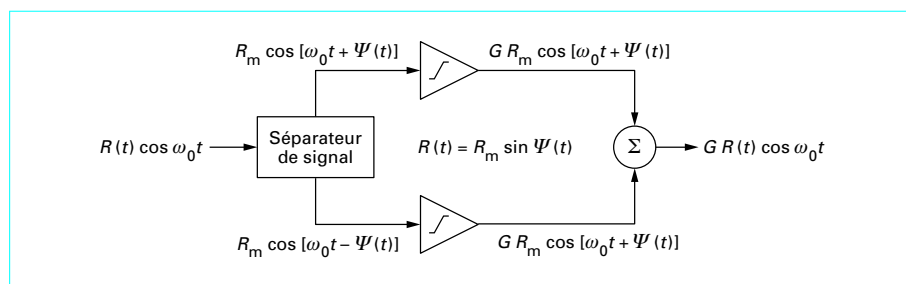 R_m cos [ω_0t + Ψ(t)]
G R_m cos [ω_0t + Ψ(t)]
R(t) cos ω_0t
Séparateur
de signal
R(t) = R_m sin Ψ(t)
Σ
G R(t) cos ω_0t
R_m cos [ω_0t - Ψ(t)]
G R_m cos [ω_0t + Ψ(t)]